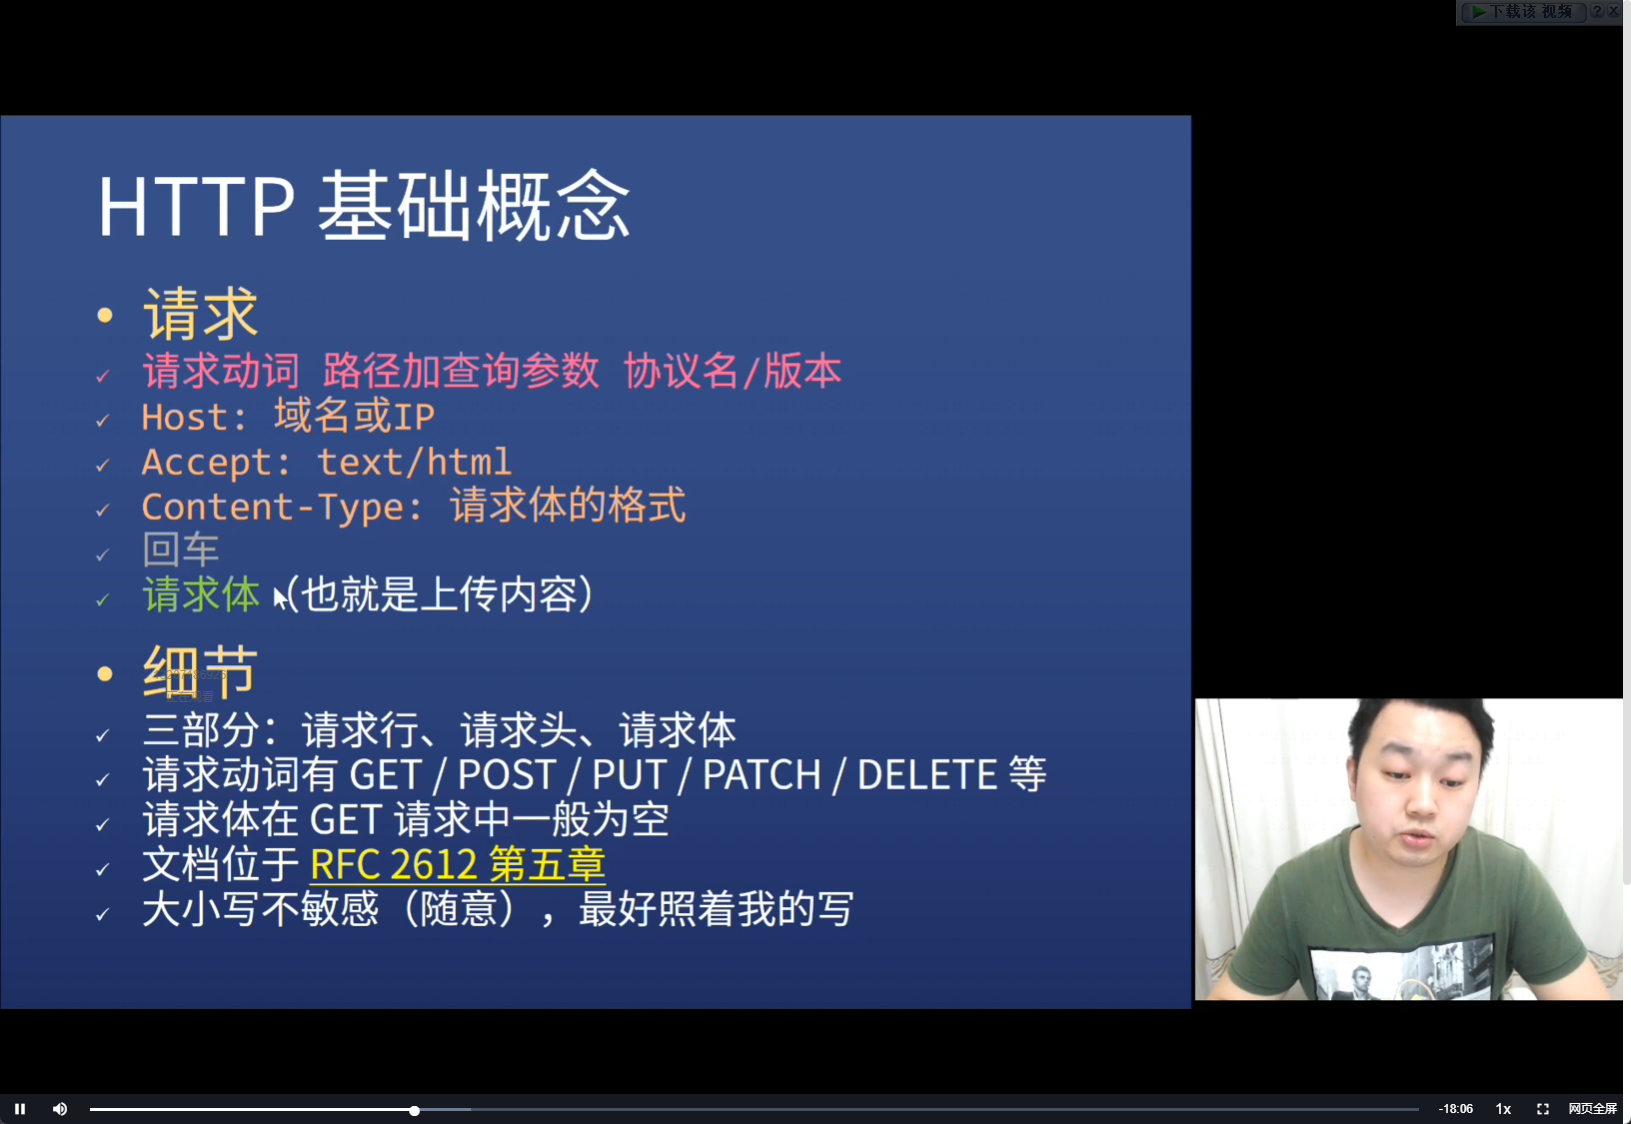 下载该 视频
HTTP 基础概念
• 请求
✓ 请求动词 路径加查询参数 协议名/版本
✓ Host: 域名或IP
✓ Accept: text/html
✓ Content-Type: 请求体的格式
✓ 回车
✓ 请求体 (也就是上传内容)
• 细节
✓ 三部分：请求行、请求头、请求体
✓ 请求动词有 GET / POST / PUT / PATCH / DELETE 等
✓ 请求体在 GET 请求中一般为空
✓ 文档位于 RFC 2612 第五章
✓ 大小写不敏感（随意），最好照着我的写
-18:06 1x 网页全屏